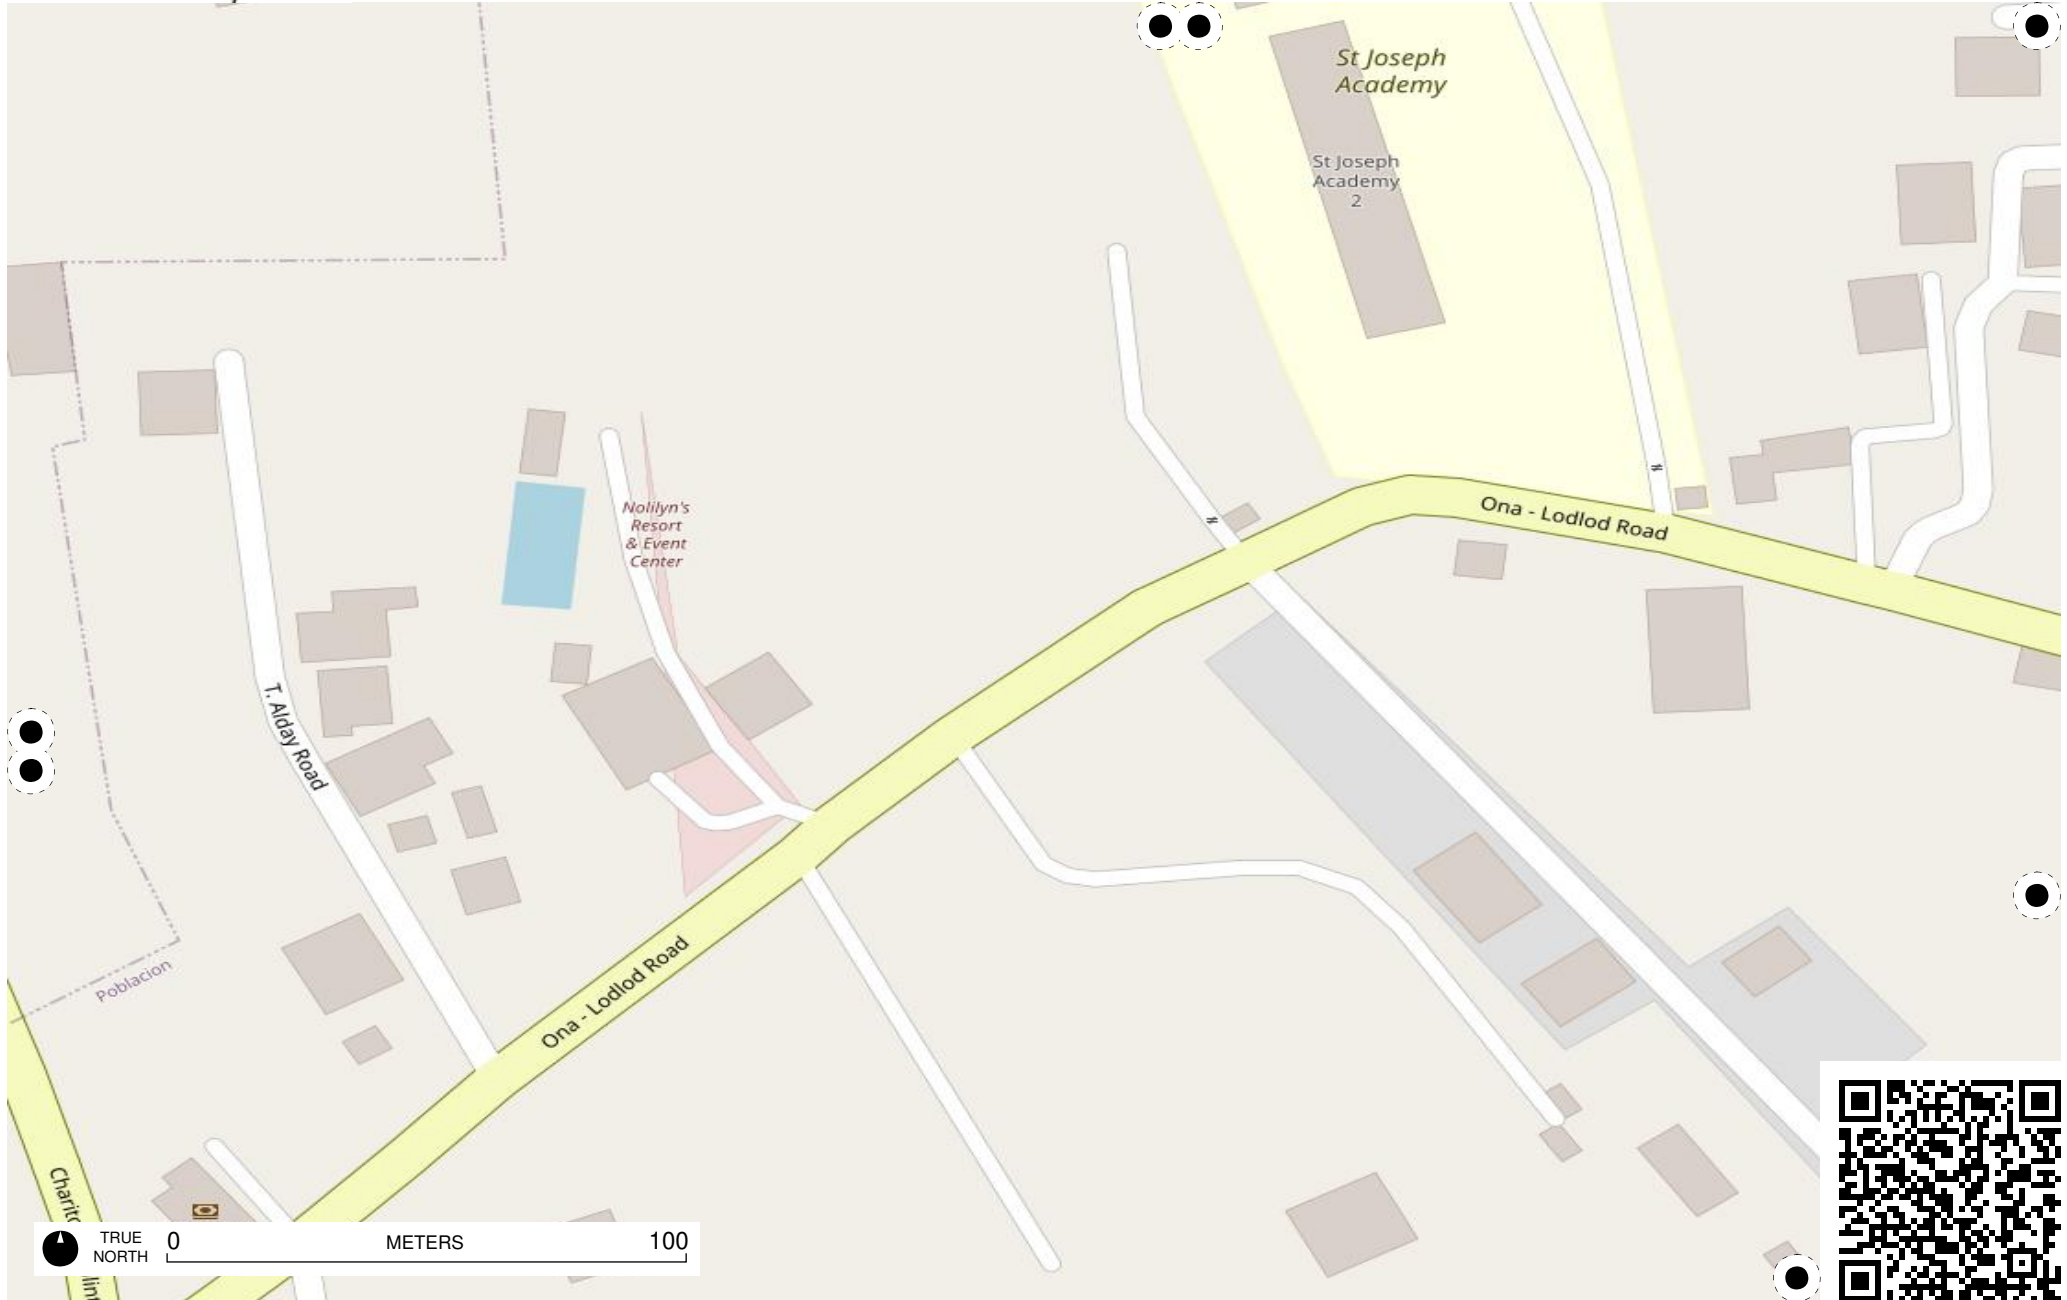 St Joseph
Academy
St Joseph
Academy
2
Ona - Lodlod Road
Nolilyn's
Resort
& Event
Center
T. Alday Road
Ona - Lodlod Road
Poblacion
TRUE
NORTH
0
METERS
100